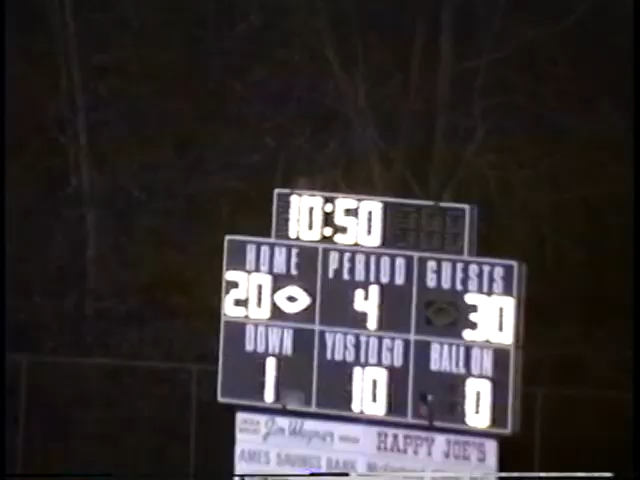 10:50
HOME PERIOD GUESTS
20 4 30
DOWN YDS TO GO BALL ON
1 10 0
Jim Wagner HAPPY JOE'S
AMES SAVINGS BANK